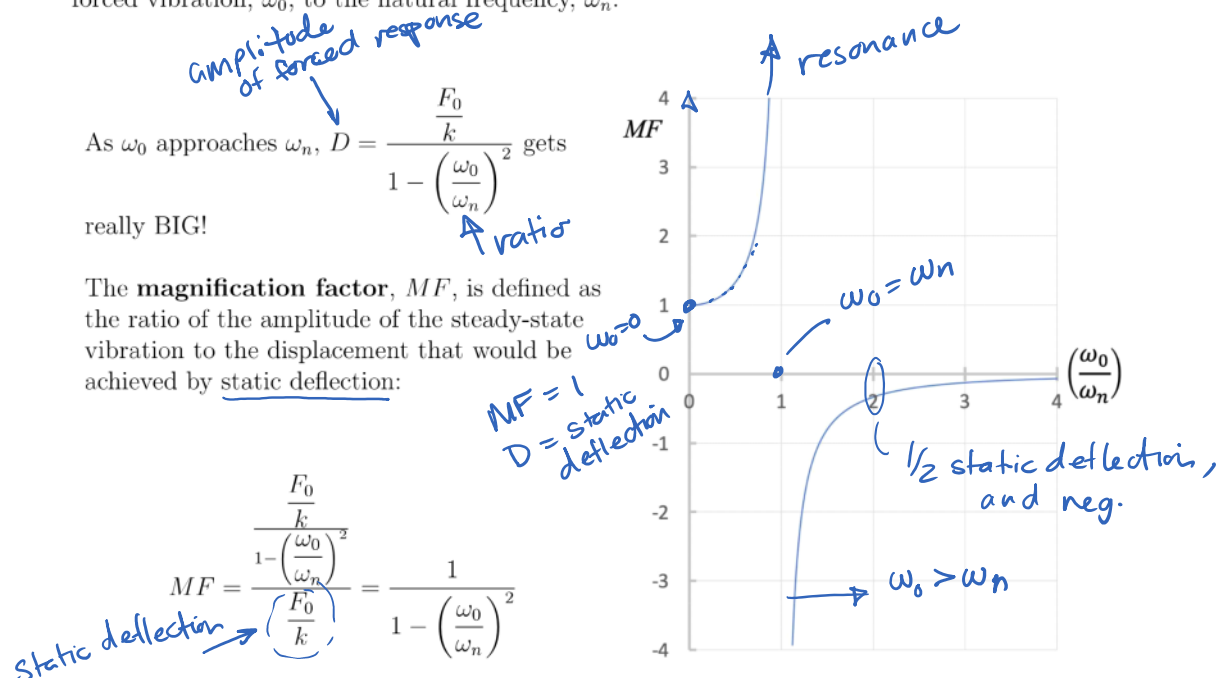 forced vibration, ω₀, to the natural frequency, ωₙ.
amplitude
of forced response
As ω₀ approaches ωₙ, D = (F₀/k) / (1 − (ω₀/ωₙ)²) gets
really BIG!
ratio
The magnification factor, MF, is defined as
the ratio of the amplitude of the steady-state
vibration to the displacement that would be
achieved by static deflection:
MF = ((F₀/k) / (1−(ω₀/ωₙ)²)) / (F₀/k) = 1 / (1 − (ω₀/ωₙ)²)
static deflection
resonance
MF
4
3
2
1
0
-1
-2
-3
-4
0 1 2 3 4
(ω₀/ωₙ)
ω₀=0
ω₀=ωn
MF = 1
D = static
deflection
1/2 static deflection,
and neg.
ω₀ > ωn